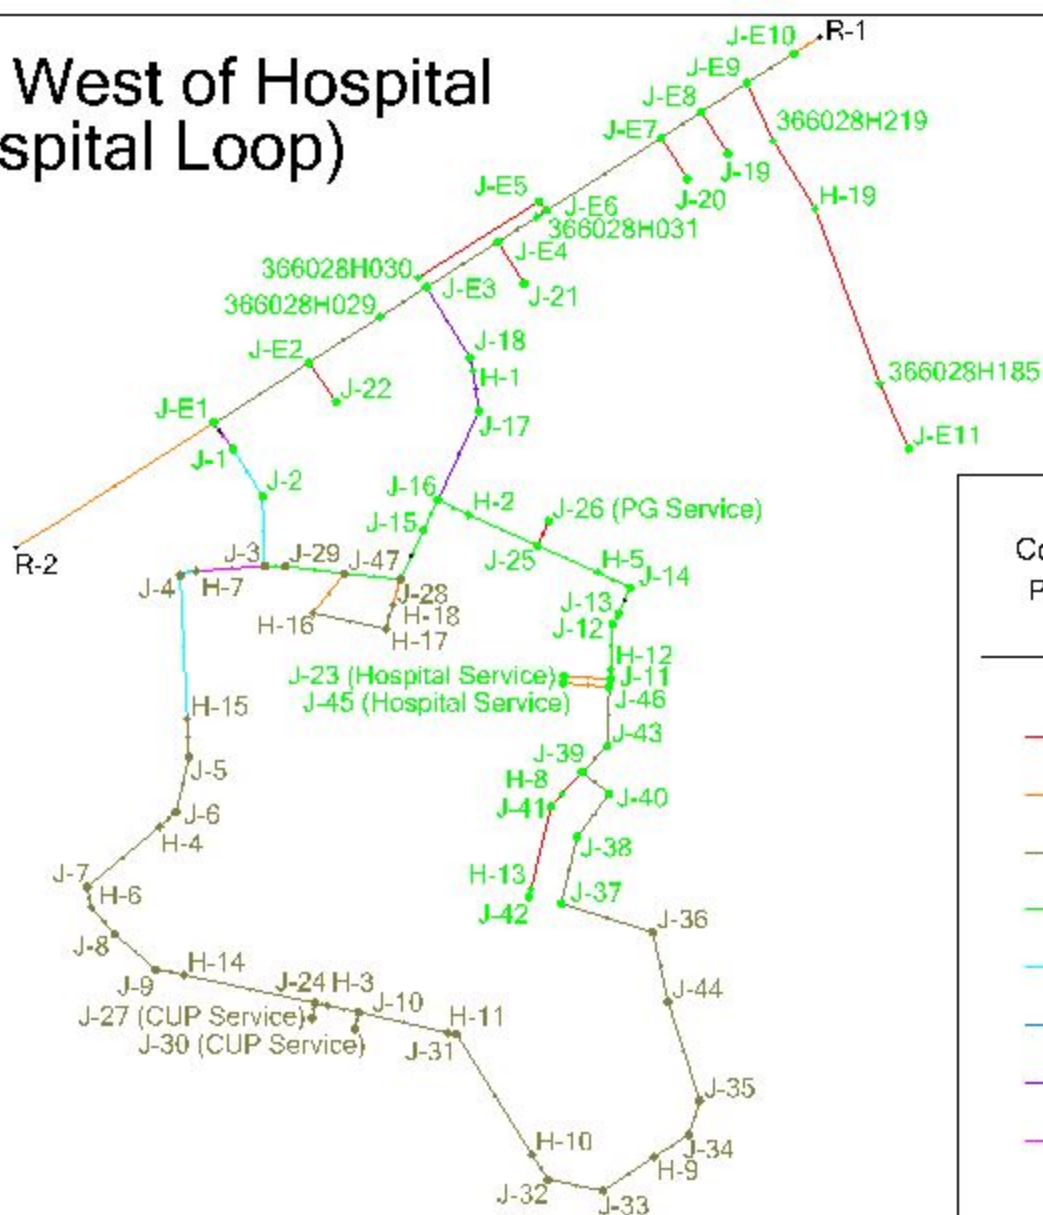 West of Hospital
spital Loop)
J-E10
R-1
J-E9
J-E8
366028H219
J-E7
J-19
J-20
H-19
J-E5
J-E6
366028H031
J-E4
366028H030
J-E3
J-21
366028H029
J-18
J-E2
H-1
366028H185
J-22
J-E1
J-17
J-E11
J-1
J-2
J-16
H-2
J-26 (PG Service)
J-15
J-25
Co
J-3
J-29
J-47
H-5
R-2
J-4
H-7
J-14
P
J-28
J-13
H-16
H-18
J-12
H-17
H-12
J-23 (Hospital Service)
J-11
J-45 (Hospital Service)
J-46
H-15
J-43
J-39
J-5
H-8
J-40
J-41
J-6
H-4
J-38
J-7
H-6
H-13
J-37
J-42
J-36
J-8
H-14
J-9
J-24
H-3
J-10
J-44
J-27 (CUP Service)
H-11
J-30 (CUP Service)
J-31
J-35
H-10
J-34
H-9
J-32
J-33